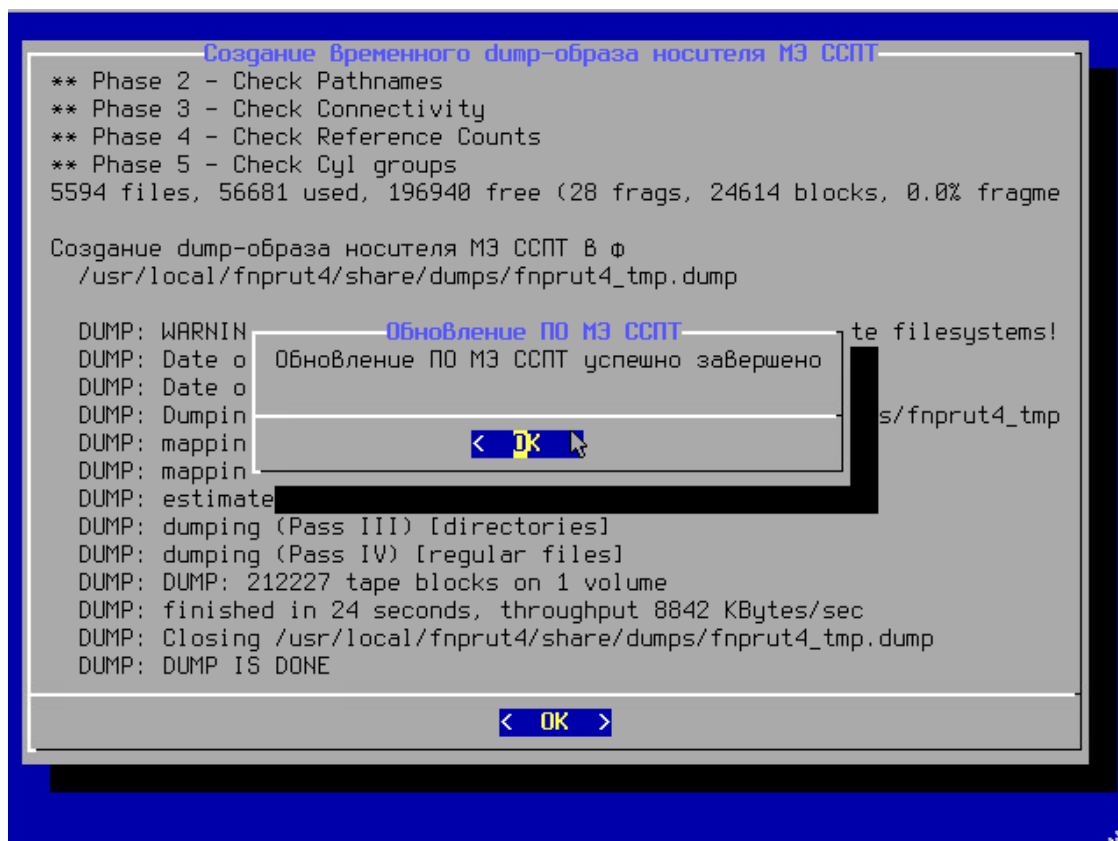 Создание временного dump-образа носителя МЭ ССПТ
** Phase 2 - Check Pathnames
** Phase 3 - Check Connectivity
** Phase 4 - Check Reference Counts
** Phase 5 - Check Cyl groups
5594 files, 56681 used, 196940 free (28 frags, 24614 blocks, 0.0% fragme
Создание dump-образа носителя МЭ ССПТ в ф
/usr/local/fnprut4/share/dumps/fnprut4_tmp.dump
DUMP: WARNIN te filesystems!
DUMP: Date o
DUMP: Date o
DUMP: Dumpin s/fnprut4_tmp
DUMP: mappin
DUMP: mappin
DUMP: estimate
DUMP: dumping (Pass III) [directories]
DUMP: dumping (Pass IV) [regular files]
DUMP: DUMP: 212227 tape blocks on 1 volume
DUMP: finished in 24 seconds, throughput 8842 KBytes/sec
DUMP: Closing /usr/local/fnprut4/share/dumps/fnprut4_tmp.dump
DUMP: DUMP IS DONE
Обновление ПО МЭ ССПТ
Обновление ПО МЭ ССПТ успешно завершено
< OK
< OK >